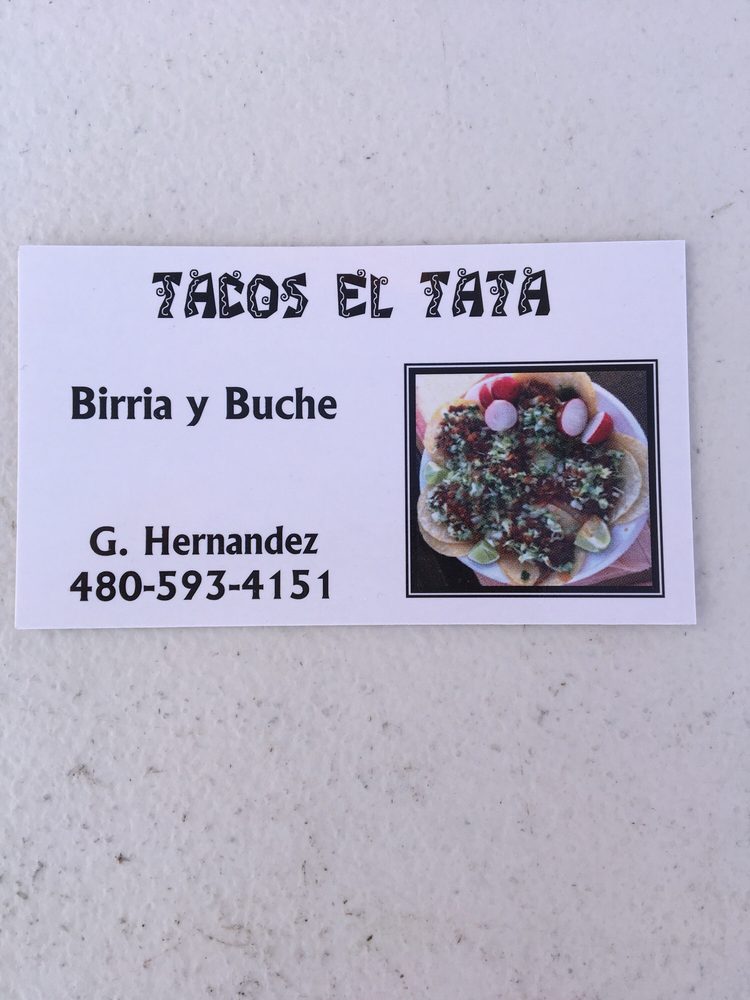 TACOS EL TATA
Birria y Buche
G. Hernandez
480-593-4151